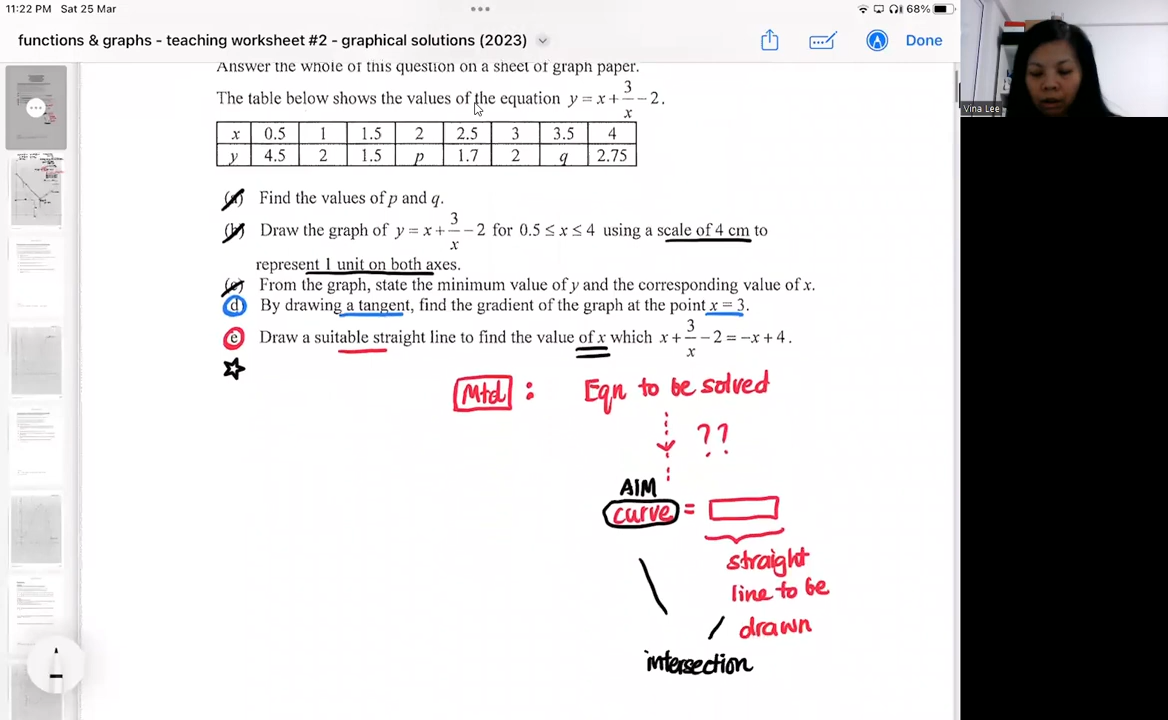 11:22 PM Sat 25 Mar
68%
functions & graphs - teaching worksheet #2 - graphical solutions (2023)
Done
Answer the whole of this question on a sheet of graph paper.
The table below shows the values of the equation y = x + 3/x − 2.
x 0.5 1 1.5 2 2.5 3 3.5 4
y 4.5 2 1.5 p 1.7 2 q 2.75
(a) Find the values of p and q.
(b) Draw the graph of y = x + 3/x − 2 for 0.5 ≤ x ≤ 4 using a scale of 4 cm to
represent 1 unit on both axes.
(c) From the graph, state the minimum value of y and the corresponding value of x.
(d) By drawing a tangent, find the gradient of the graph at the point x = 3.
(e) Draw a suitable straight line to find the value of x which x + 3/x − 2 = −x + 4.
Mtd : Eqn to be solved
??
AIM
curve =
straight
line to be
drawn
intersection
Vina Lee